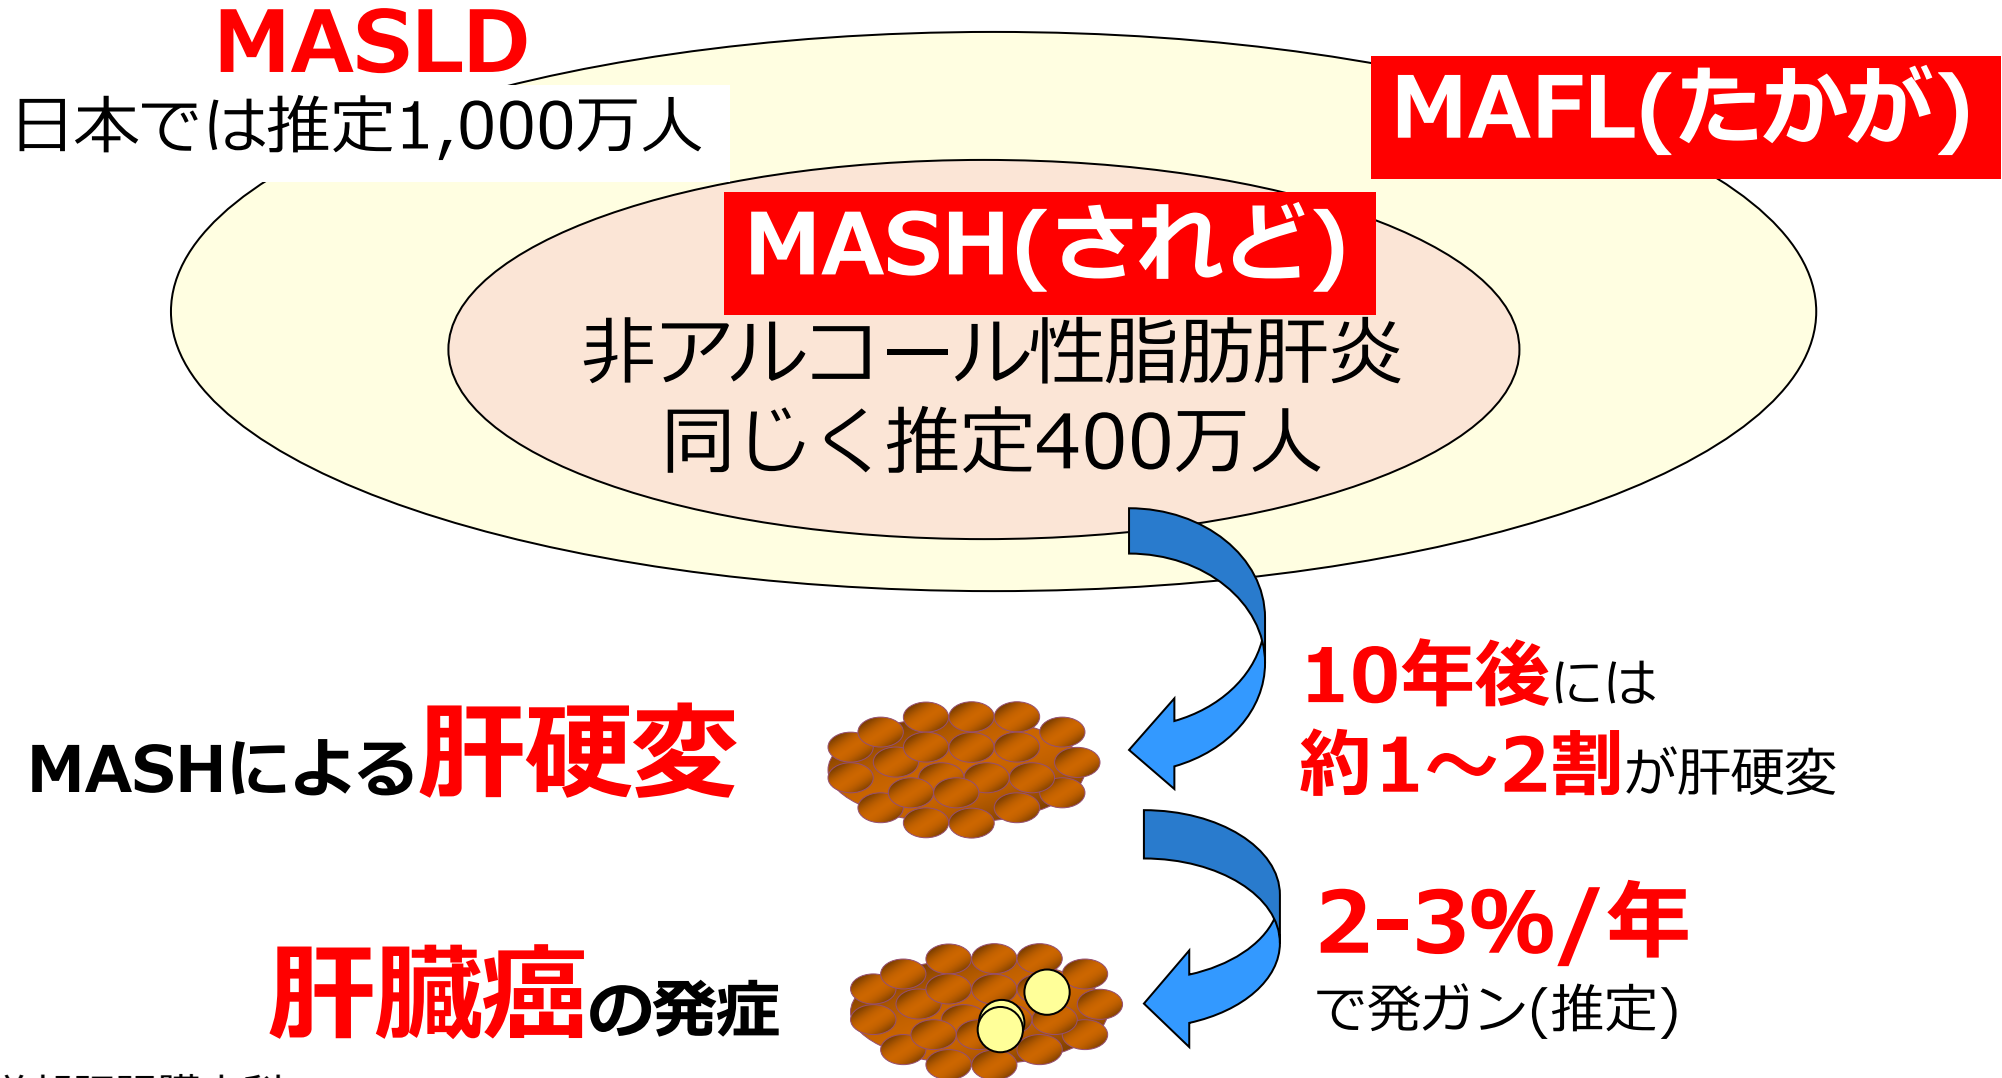 MASLD
日本では推定1,000万人
MAFL(たかが)
MASH(されど)
非アルコール性脂肪肝炎
同じく推定400万人
10年後には
約1～2割が肝硬変
MASHによる肝硬変
2-3%/年
で発ガン(推定)
肝臓癌の発症